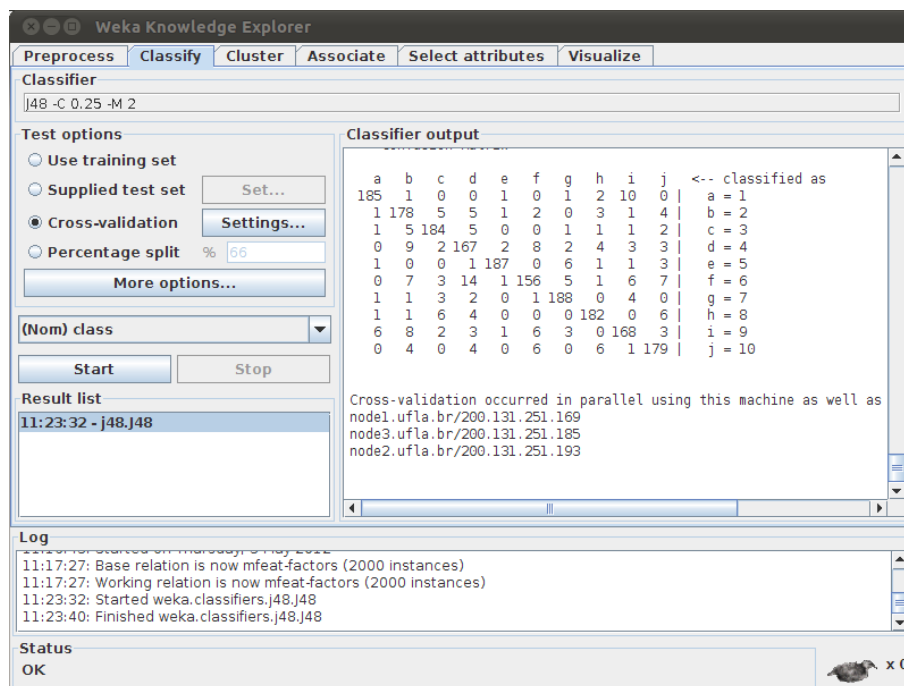 Weka Knowledge Explorer
Preprocess Classify Cluster Associate Select attributes Visualize
Classifier
J48 -C 0.25 -M 2
Test options
Use training set
Supplied test set Set...
Cross-validation Settings...
Percentage split % 66
More options...
(Nom) class
Start Stop
Result list
11:23:32 - j48.J48
Classifier output
a b c d e f g h i j <-- classified as
185 1 0 0 1 0 1 2 10 0 | a = 1
1 178 5 5 1 2 0 3 1 4 | b = 2
1 5 184 5 0 0 1 1 1 2 | c = 3
0 9 2 167 2 8 2 4 3 3 | d = 4
1 0 0 1 187 0 6 1 1 3 | e = 5
0 7 3 14 1 156 5 1 6 7 | f = 6
1 1 3 2 0 1 188 0 4 0 | g = 7
1 1 6 4 0 0 0 182 0 6 | h = 8
6 8 2 3 1 6 3 0 168 3 | i = 9
0 4 0 4 0 6 0 6 1 179 | j = 10
Cross-validation occurred in parallel using this machine as well as
node1.ufla.br/200.131.251.169
node3.ufla.br/200.131.251.185
node2.ufla.br/200.131.251.193
Log
11:17:27: Base relation is now mfeat-factors (2000 instances)
11:17:27: Working relation is now mfeat-factors (2000 instances)
11:23:32: Started weka.classifiers.j48.J48
11:23:40: Finished weka.classifiers.j48.J48
Status
OK
x 0